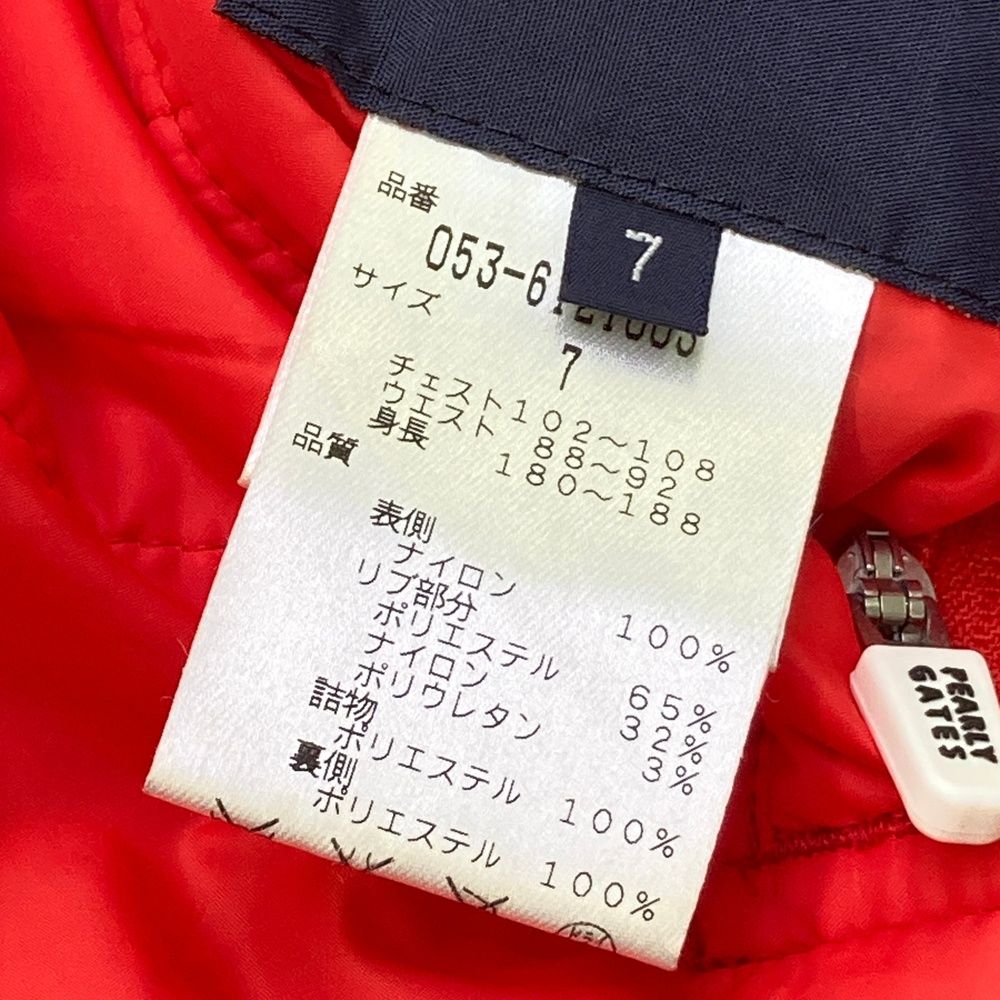 品番
7
053-6121003
サイズ
7
チェスト102~108
ウエスト 88~92
身長 180~188
品質
表側
ナイロン 100%
リブ部分
ポリエステル 65%
ナイロン 32%
ポリウレタン 3%
詰物
ポリエステル 100%
裏側
ポリエステル 100%
ドライ
PEARLY
GATES